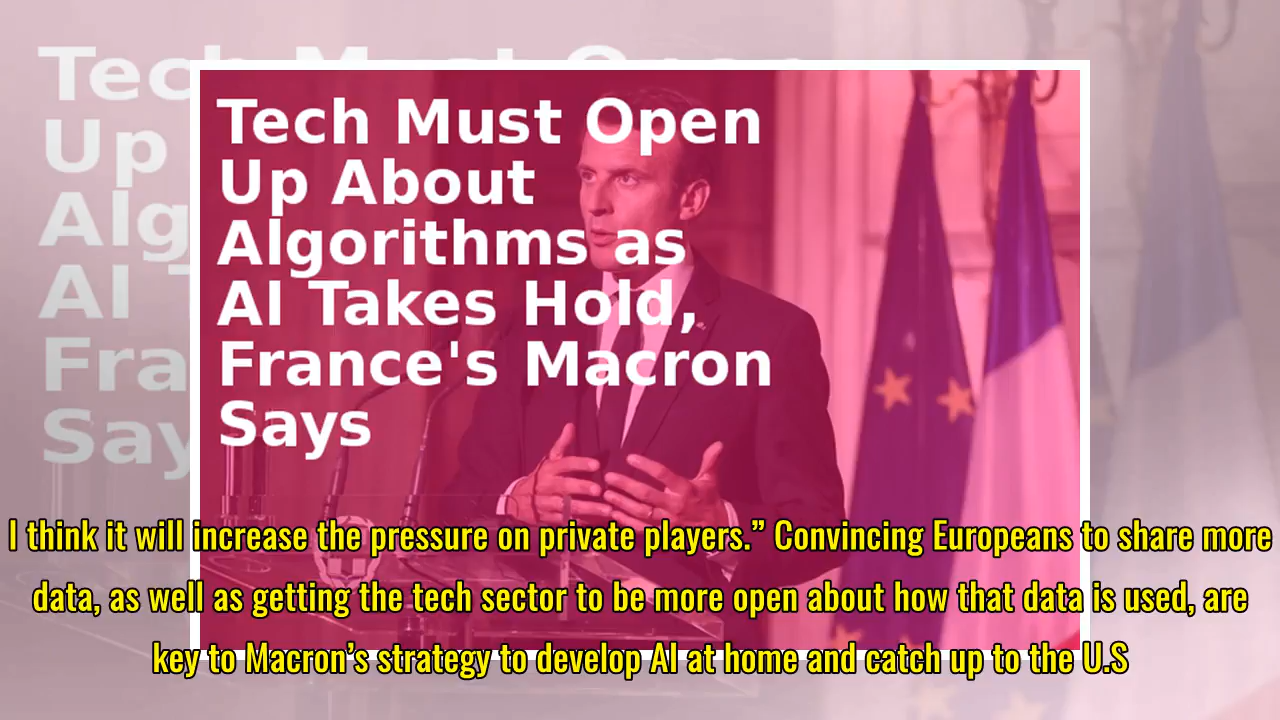 Tech Must Open
Up About
Algorithms as
AI Takes Hold,
France's Macron
Says
I think it will increase the pressure on private players.” Convincing Europeans to share more
data, as well as getting the tech sector to be more open about how that data is used, are
key to Macron’s strategy to develop AI at home and catch up to the U.S